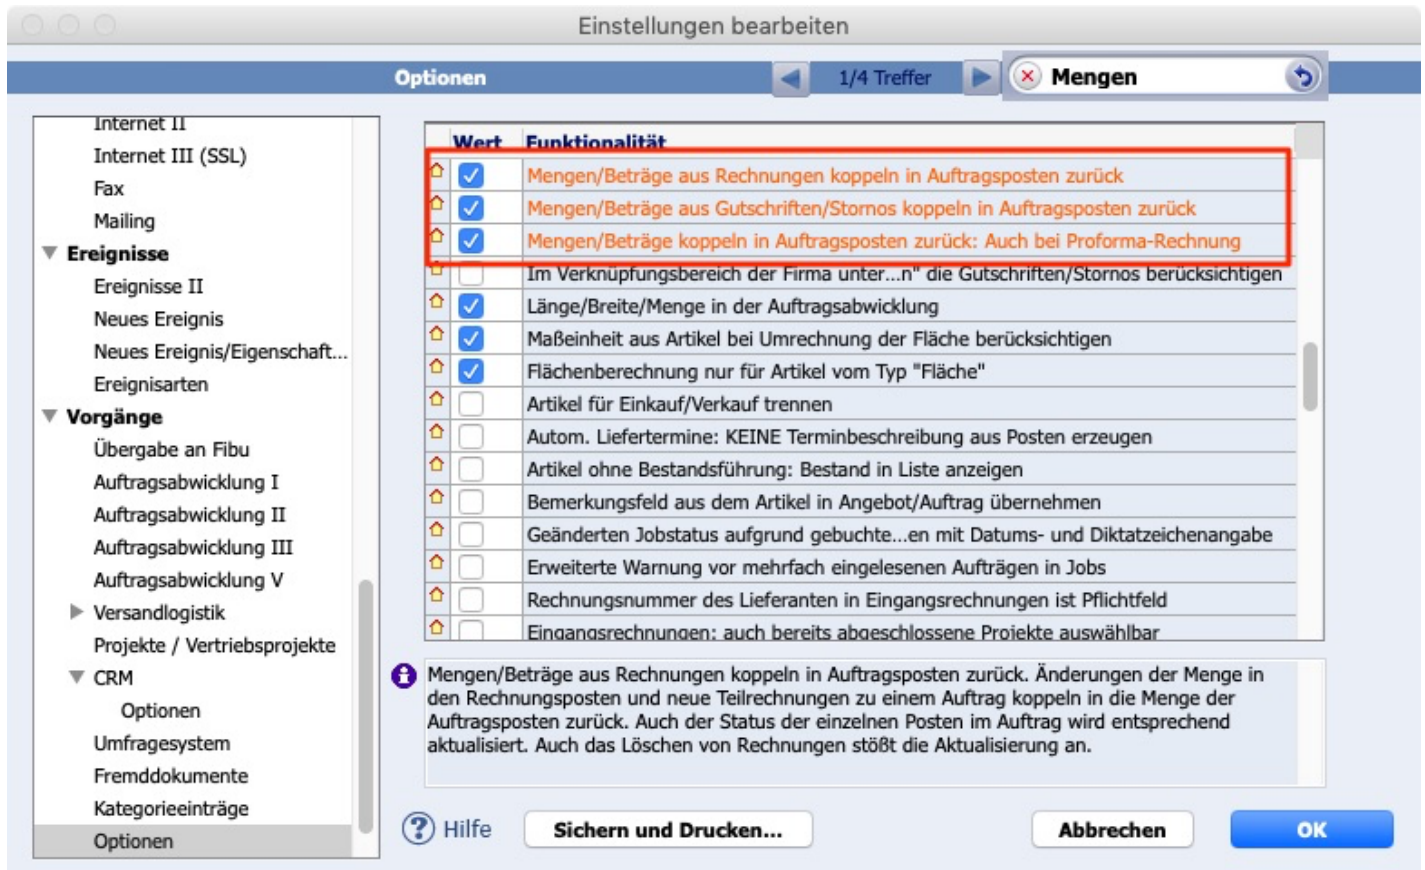 Einstellungen bearbeiten
Optionen
1/4 Treffer
Mengen
Internet II
Internet III (SSL)
Fax
Mailing
Ereignisse
Ereignisse II
Neues Ereignis
Neues Ereignis/Eigenschaft...
Ereignisarten
Vorgänge
Übergabe an Fibu
Auftragsabwicklung I
Auftragsabwicklung II
Auftragsabwicklung III
Auftragsabwicklung V
Versandlogistik
Projekte / Vertriebsprojekte
CRM
Optionen
Umfragesystem
Fremddokumente
Kategorieeinträge
Optionen
Wert Funktionalität
Mengen/Beträge aus Rechnungen koppeln in Auftragsposten zurück
Mengen/Beträge aus Gutschriften/Stornos koppeln in Auftragsposten zurück
Mengen/Beträge koppeln in Auftragsposten zurück: Auch bei Proforma-Rechnung
Im Verknüpfungsbereich der Firma unter...n" die Gutschriften/Stornos berücksichtigen
Länge/Breite/Menge in der Auftragsabwicklung
Maßeinheit aus Artikel bei Umrechnung der Fläche berücksichtigen
Flächenberechnung nur für Artikel vom Typ "Fläche"
Artikel für Einkauf/Verkauf trennen
Autom. Liefertermine: KEINE Terminbeschreibung aus Posten erzeugen
Artikel ohne Bestandsführung: Bestand in Liste anzeigen
Bemerkungsfeld aus dem Artikel in Angebot/Auftrag übernehmen
Geänderten Jobstatus aufgrund gebuchte...en mit Datums- und Diktatzeichenangabe
Erweiterte Warnung vor mehrfach eingelesenen Aufträgen in Jobs
Rechnungsnummer des Lieferanten in Eingangsrechnungen ist Pflichtfeld
Eingangsrechnungen: auch bereits abgeschlossene Projekte auswählbar
Mengen/Beträge aus Rechnungen koppeln in Auftragsposten zurück. Änderungen der Menge in
den Rechnungsposten und neue Teilrechnungen zu einem Auftrag koppeln in die Menge der
Auftragsposten zurück. Auch der Status der einzelnen Posten im Auftrag wird entsprechend
aktualisiert. Auch das Löschen von Rechnungen stößt die Aktualisierung an.
? Hilfe
Sichern und Drucken...
Abbrechen
OK